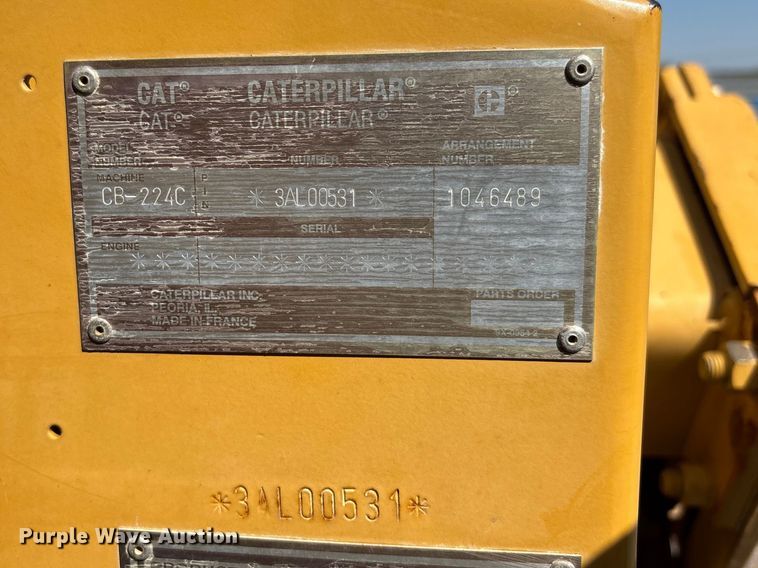 CAT® CATERPILLAR®
CAT® CATERPILLAR® ®
MODEL NUMBER NUMBER ARRANGEMENT NUMBER
MACHINE CB-224C PIN *3AL00531* 1046489
SERIAL
ENGINE ******************
CATERPILLAR INC. PARTS ORDER
PEORIA, IL.
MADE IN FRANCE
*3AL00531*
Purple Wave Auction